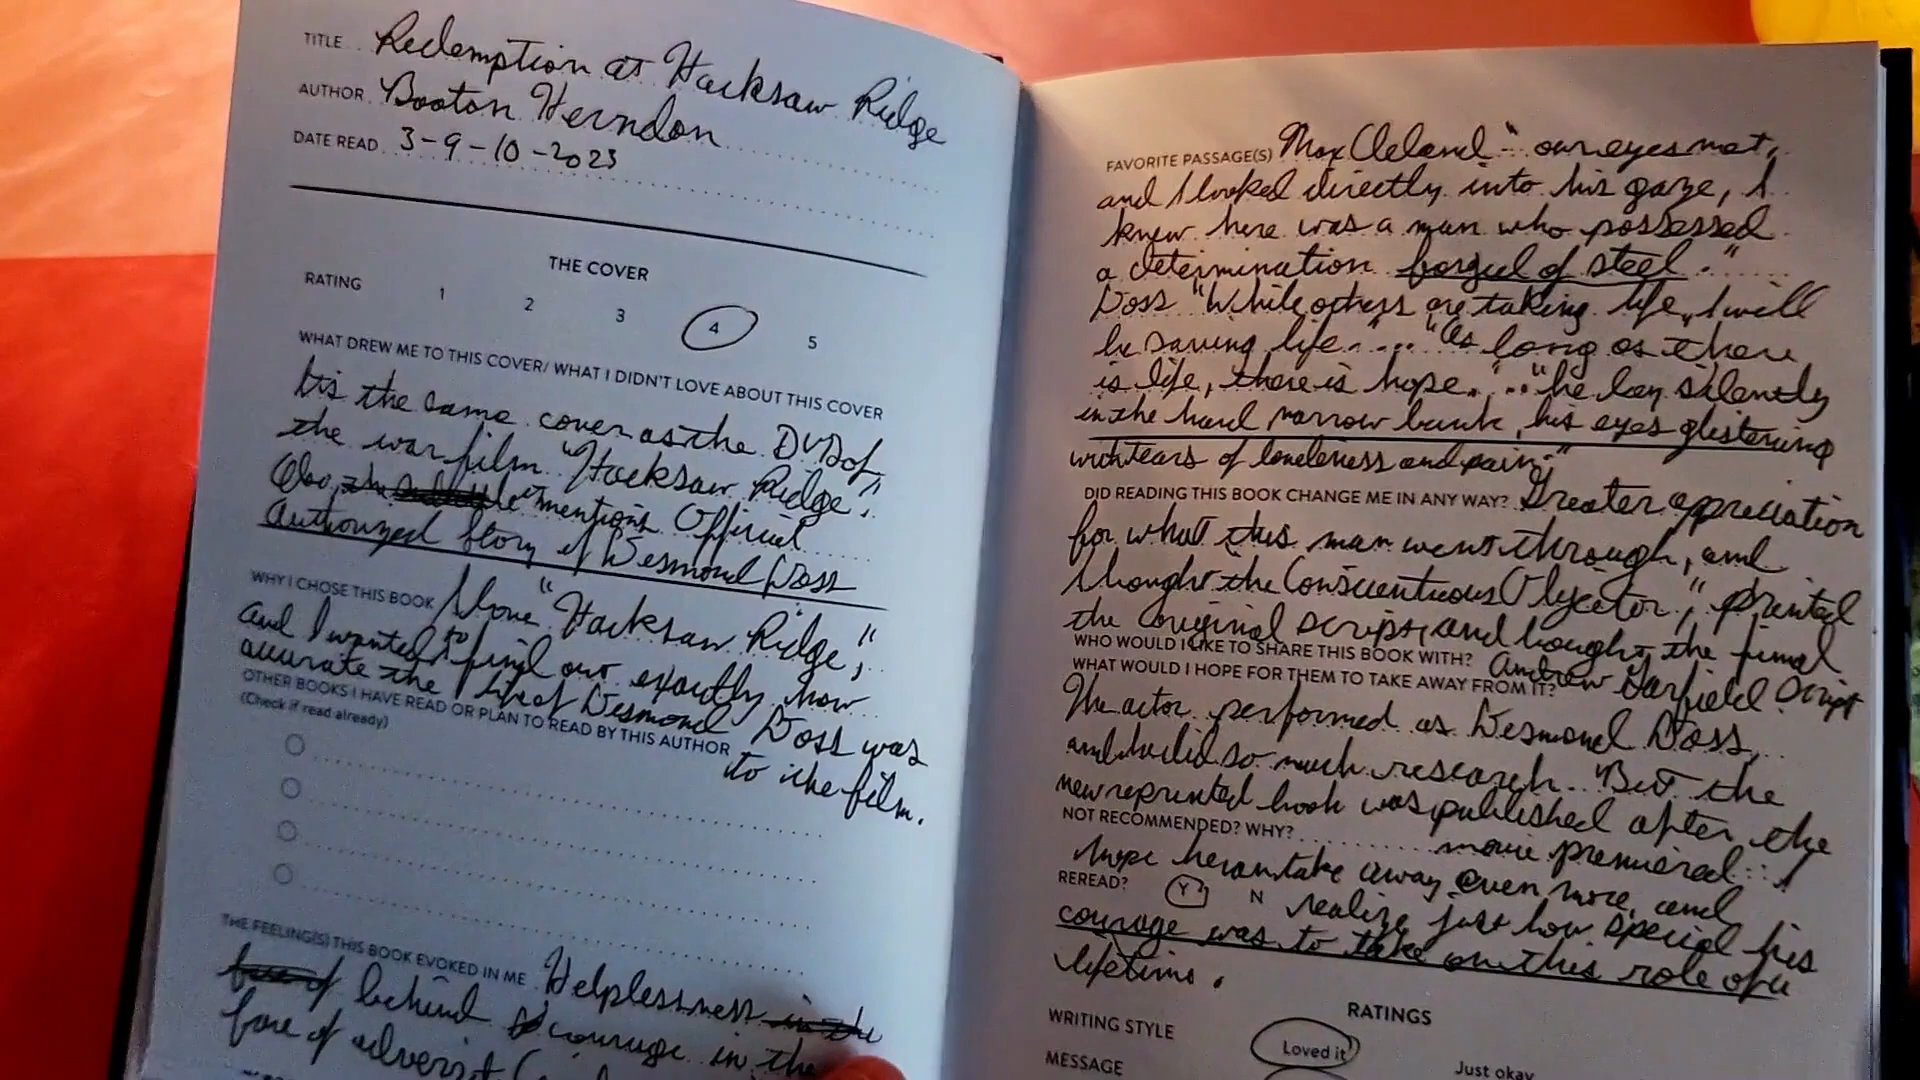 TITLE Redemption at Hacksaw Ridge
AUTHOR Booton Herndon
DATE READ 3-9-10-2023
THE COVER
RATING 1 2 3 4 5
WHAT DREW ME TO THIS COVER/ WHAT I DIDN'T LOVE ABOUT THIS COVER
It's the same cover as the DVD of
the war film "Hacksaw Ridge".
Also, it mentions Official
Authorized Story of Desmond Doss
WHY I CHOSE THIS BOOK I love "Hacksaw Ridge,"
and I wanted to find out exactly how
accurate the life of Desmond Doss was
to the film.
OTHER BOOKS I HAVE READ OR PLAN TO READ BY THIS AUTHOR
(Check if read already)
THE FEELING(S) THIS BOOK EVOKED IN ME Helplessness in the
behind courage in the
face of adversity
FAVORITE PASSAGE(S) Max Cleland - "our eyes met,
and I looked directly into his gaze, I
knew here was a man who possessed
a determination forged of steel."
Doss "While others are taking life, I will
be saving life." ... "As long as there
is life, there is hope." .. "he lay silently
in the hard narrow bunk, his eyes glistening
with tears of loneliness and pain."
DID READING THIS BOOK CHANGE ME IN ANY WAY? Greater appreciation
for what this man went through, and
I bought the Conscientious Objector," printed
the original script, and bought the final
script
WHO WOULD I LIKE TO SHARE THIS BOOK WITH? Andrew Garfield
WHAT WOULD I HOPE FOR THEM TO TAKE AWAY FROM IT?
The actor performed as Desmond Doss,
and he did so much research. But the
new reprinted book was published after the
movie premiered. I
NOT RECOMMENDED? WHY?
hope he can take away even more, and
REREAD? Y N realize just how special his
courage was to take on this role of a
lifetime.
RATINGS
WRITING STYLE Loved it Just okay
MESSAGE